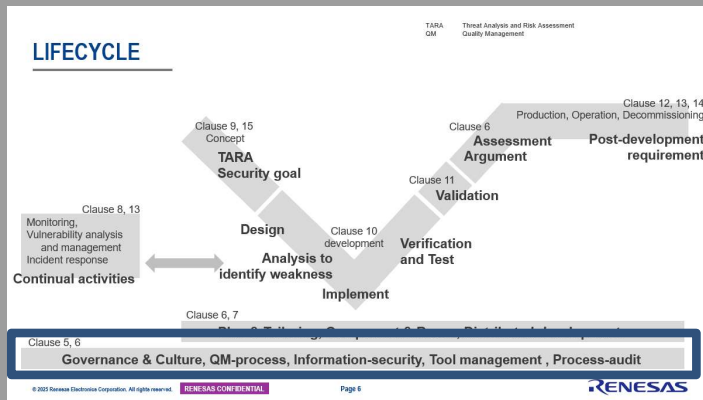 TARA Threat Analysis and Risk Assessment
QM Quality Management
LIFECYCLE
Clause 12, 13, 14
Production, Operation, Decommissioning
Post-development
requirement
Clause 6
Assessment
Argument
Clause 9, 15
Concept
TARA
Security goal
Clause 11
Validation
Clause 8, 13
Monitoring,
Vulnerability analysis
and management
Incident response
Continual activities
Design
Analysis to
identify weakness
Clause 10
development
Verification
and Test
Implement
Clause 6, 7
Clause 5, 6
Governance & Culture, QM-process, Information-security, Tool management , Process-audit
© 2025 Renesas Electronics Corporation. All rights reserved. RENESAS CONFIDENTIAL Page 6 RENESAS